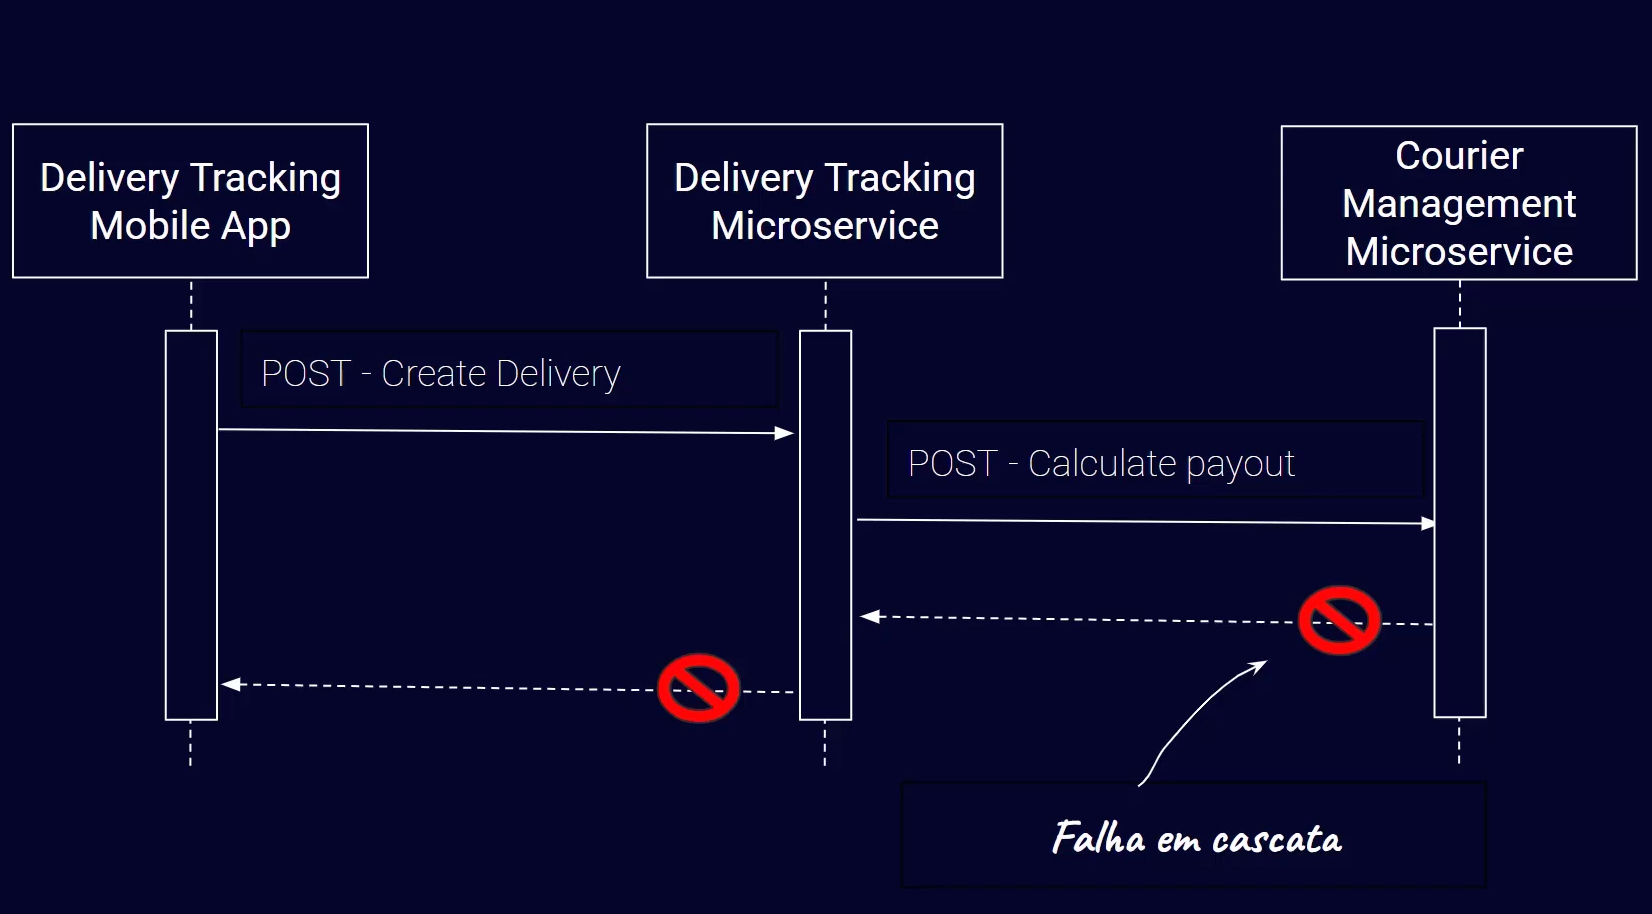 Delivery Tracking
Mobile App
Delivery Tracking
Microservice
Courier
Management
Microservice
POST - Create Delivery
POST - Calculate payout
Falha em cascata